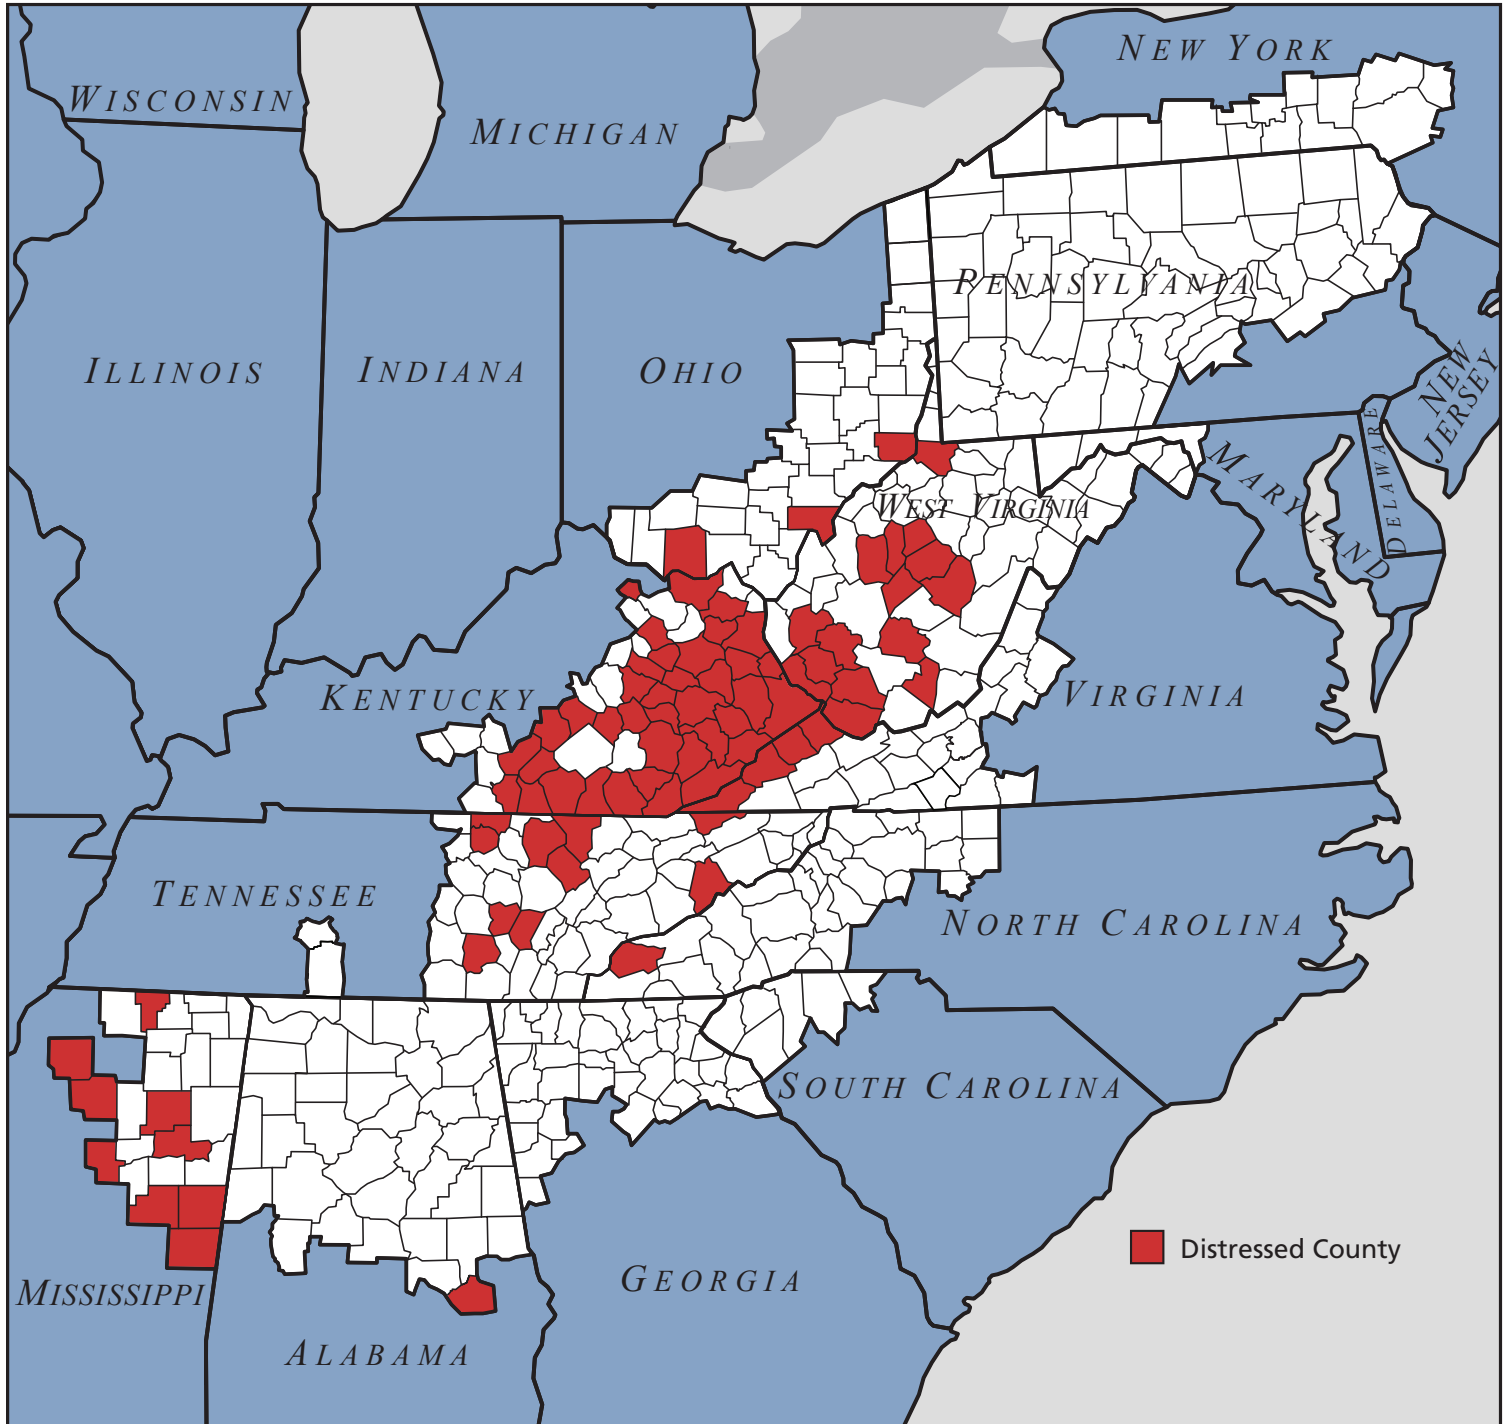 NEW YORK
WISCONSIN
MICHIGAN
PENNSYLVANIA
ILLINOIS
INDIANA
OHIO
NEW
JERSEY
DELAWARE
MARYLAND
WEST VIRGINIA
KENTUCKY
VIRGINIA
TENNESSEE
NORTH CAROLINA
SOUTH CAROLINA
Distressed County
MISSISSIPPI
GEORGIA
ALABAMA